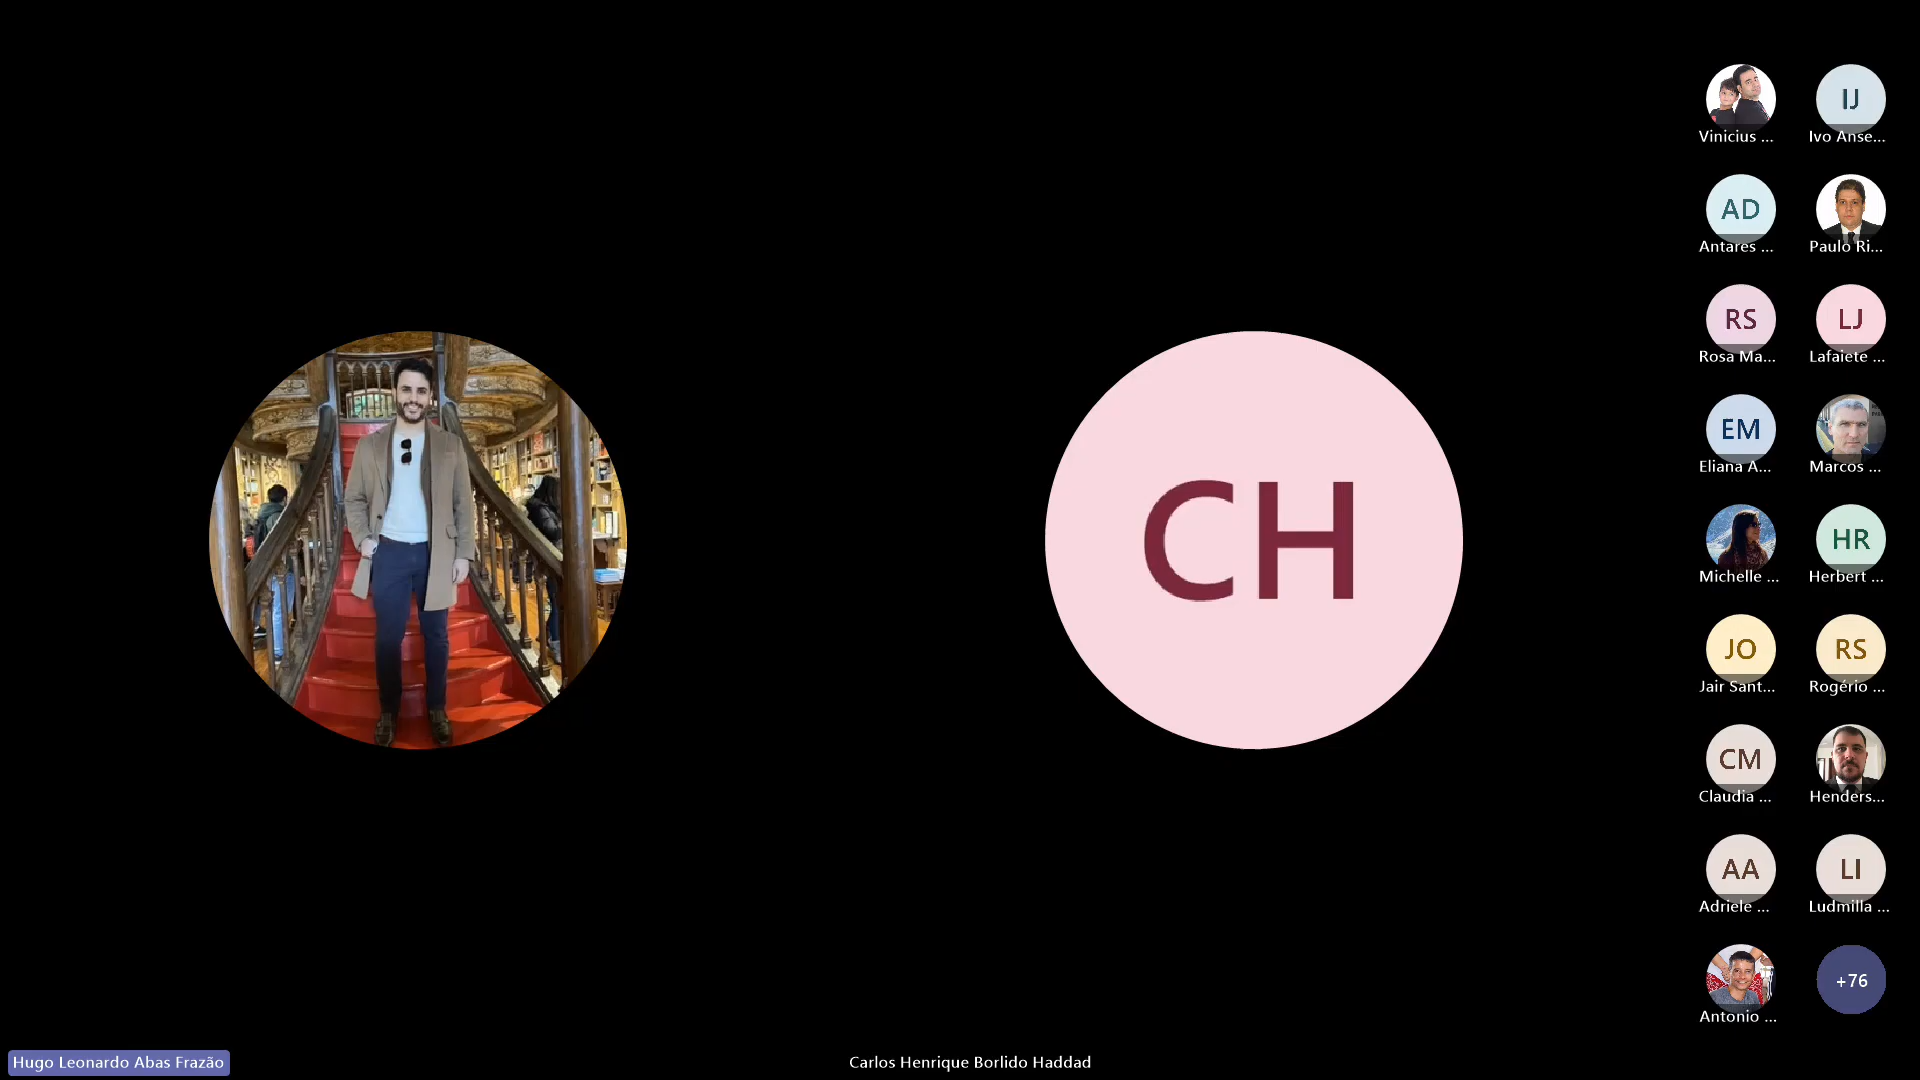 Vinicius ...
IJ
Ivo Anse...
AD
Antares ...
Paulo Ri...
RS
Rosa Ma...
LJ
Lafaiete ...
EM
Eliana A...
Marcos ...
Michelle ...
HR
Herbert ...
JO
Jair Sant...
RS
Rogério ...
CM
Claudia ...
Henders...
AA
Adriele ...
LI
Ludmilla ...
Antonio ...
+76
CH
Hugo Leonardo Abas Frazão
Carlos Henrique Borlido Haddad